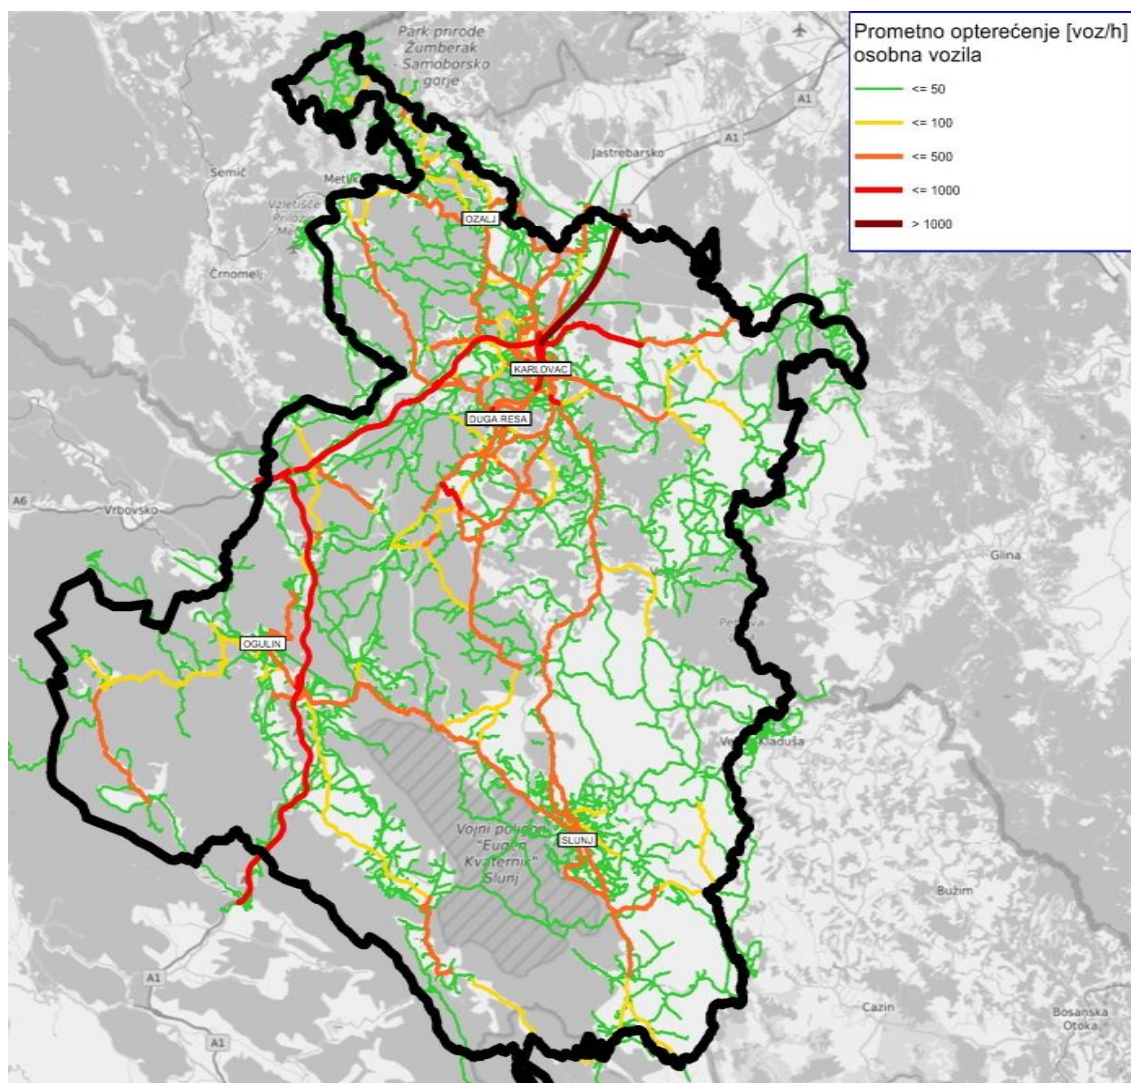 Prometno opterećenje [voz/h]
osobna vozila
<= 50
<= 100
<= 500
<= 1000
> 1000
Park prirode
Žumberak
- Samoborsko
gorje
A1
A1
Jastrebarsko
Semič
OZALJ
Črnomelj
KARLOVAC
DUGA RESA
A6
Vrbovsko
Glina
OGULIN
Vojni poligon
"Eugen
Kvaternik"
Slunj
SLUNJ
Bužim
A1
Cazin
Bosanska
Otoka
A1